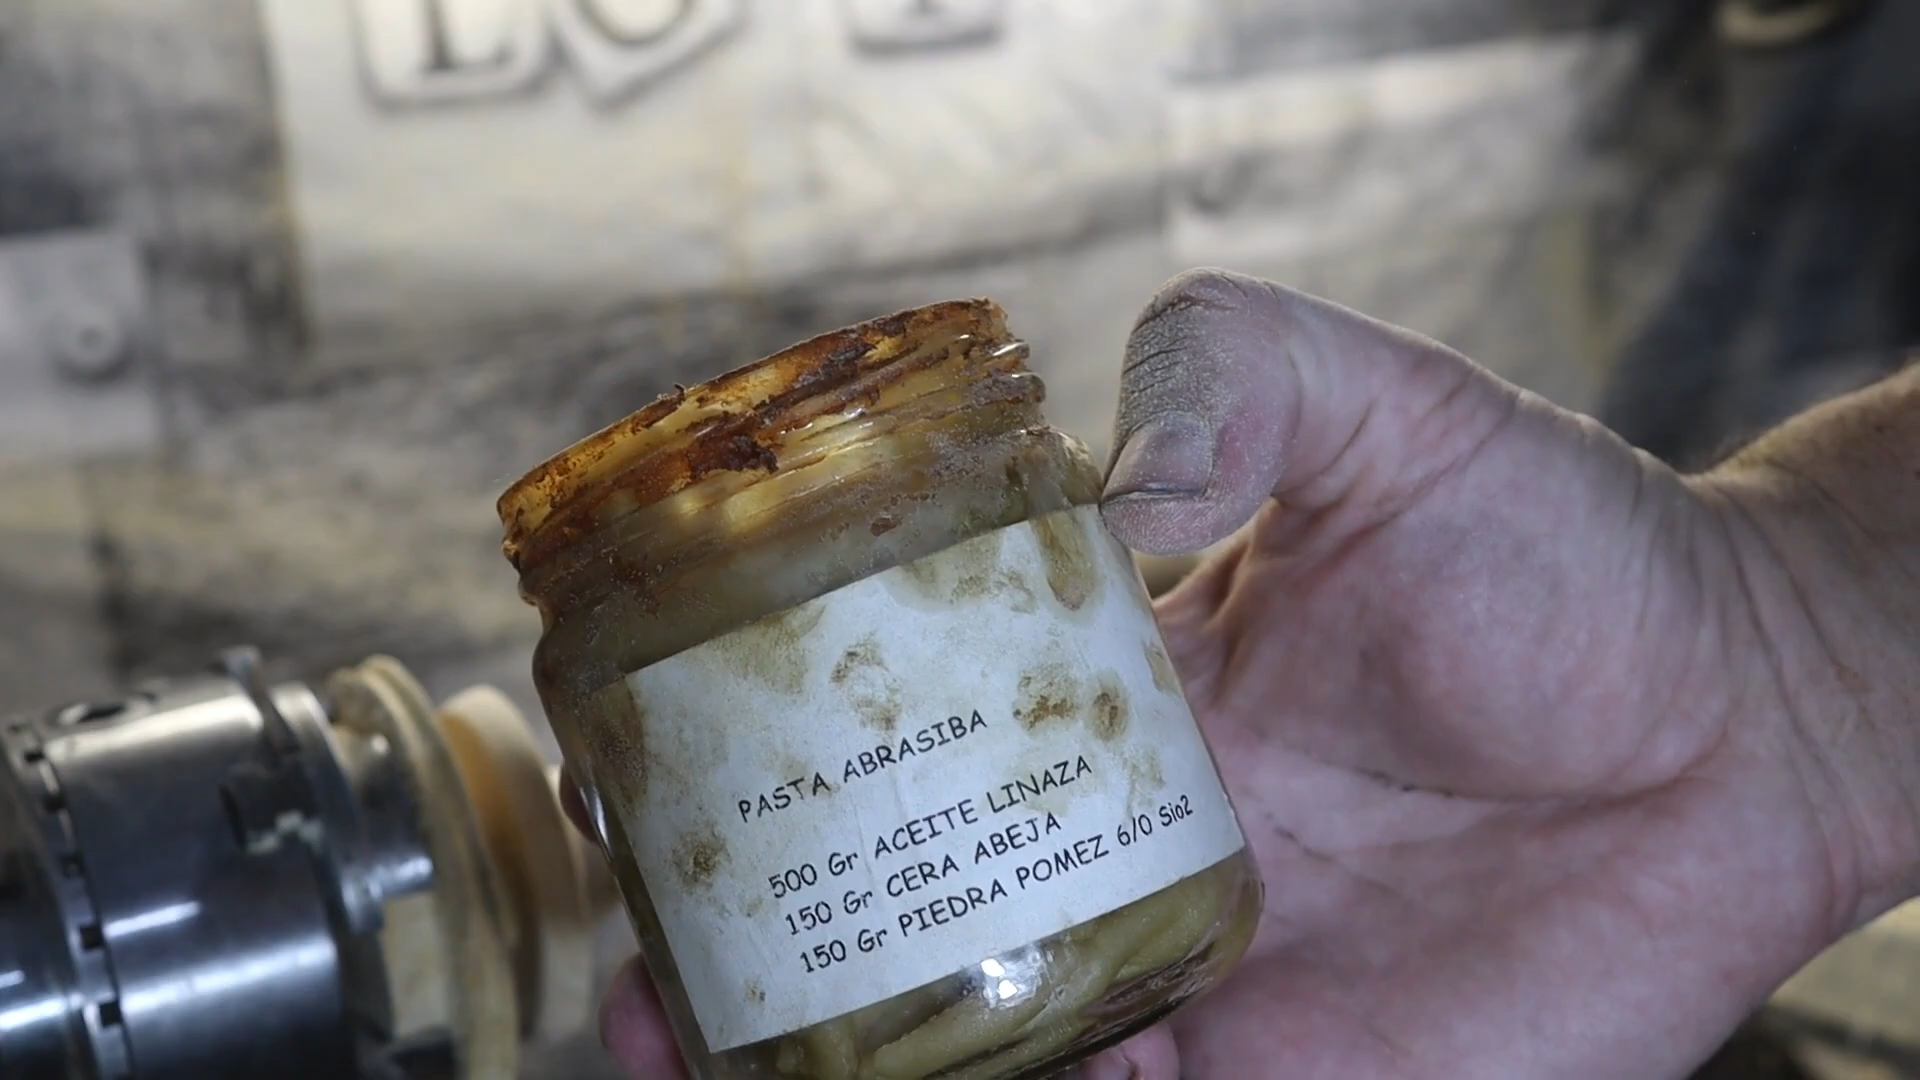 PASTA ABRASIBA
500 Gr ACEITE LINAZA
150 Gr CERA ABEJA
150 Gr PIEDRA POMEZ 6/0 Sio2